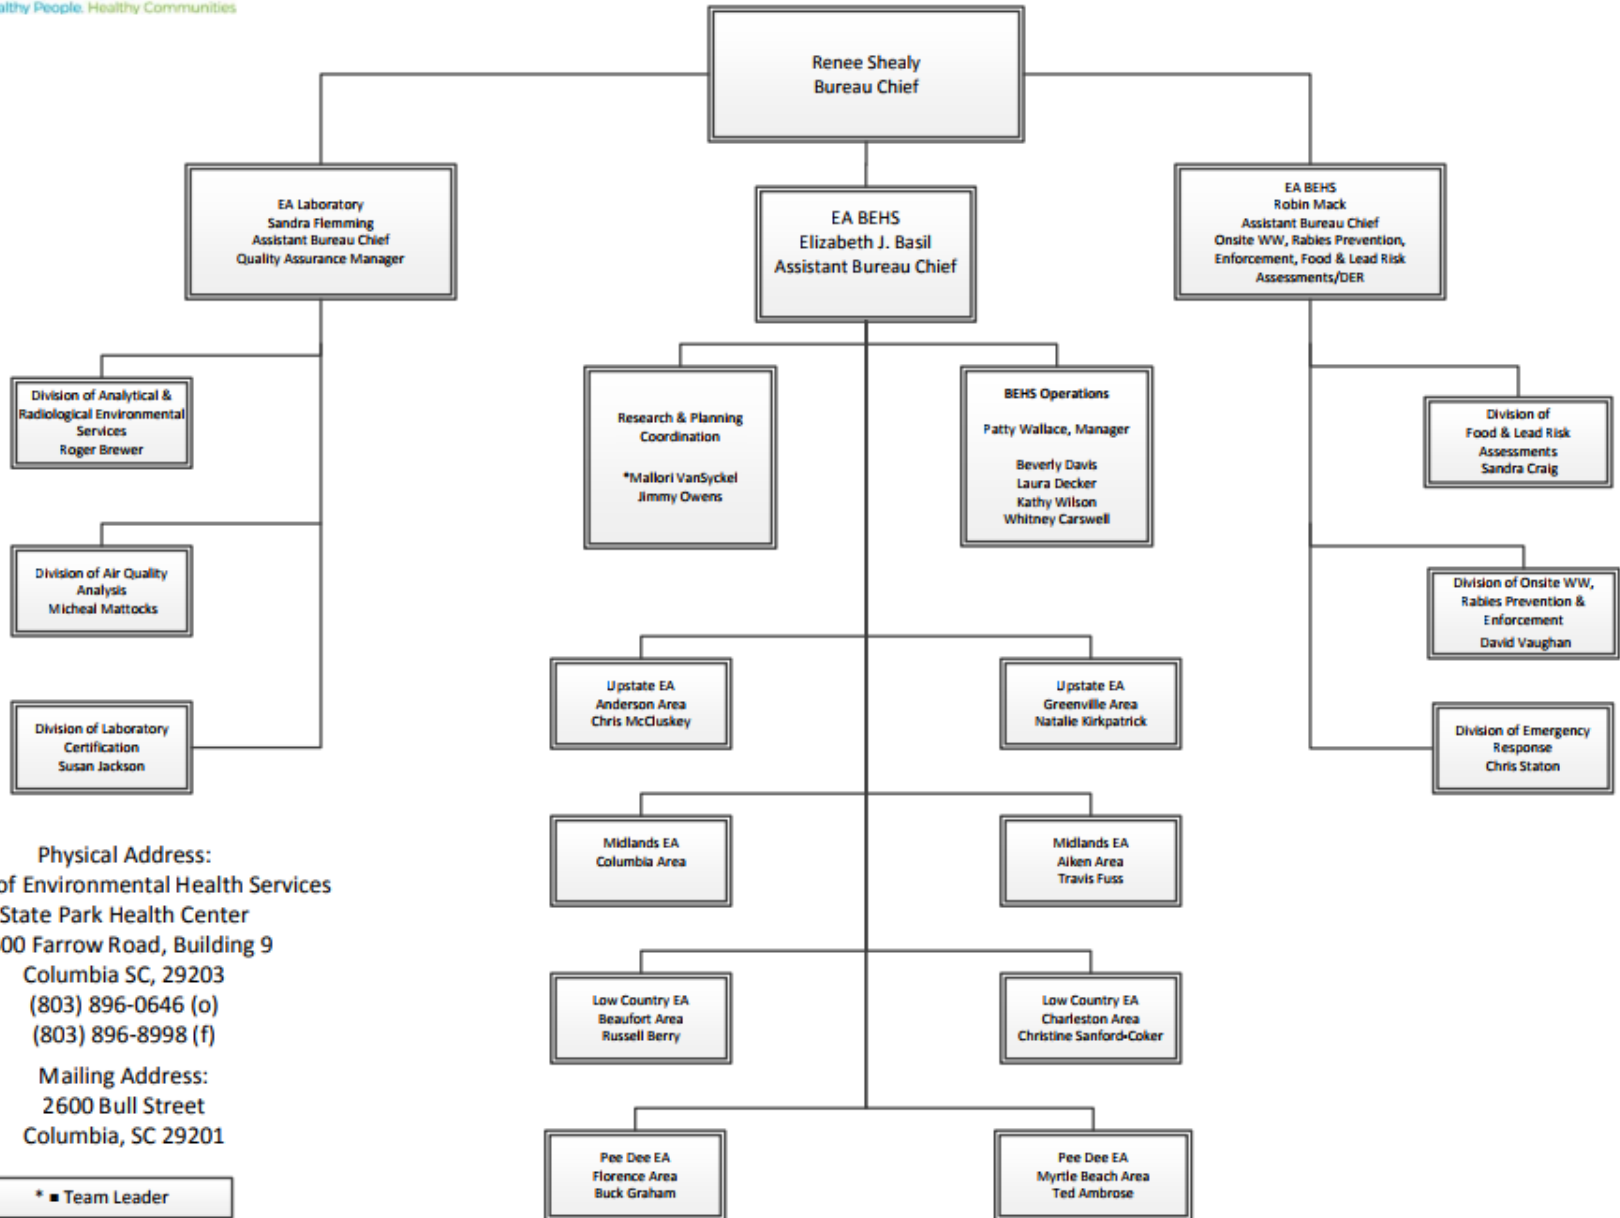 People. Healthy Communities
Renee Shealy
Bureau Chief
EA Laboratory
Sandra Flemming
Assistant Bureau Chief
Quality Assurance Manager
EA BEHS
Elizabeth J. Basil
Assistant Bureau Chief
EA BEHS
Robin Mack
Assistant Bureau Chief
Onsite WW, Rabies Prevention,
Enforcement, Food & Lead Risk
Assessments/DER
Division of Analytical &
Radiological Environmental
Services
Roger Brewer
Research & Planning
Coordination
*Mallori VanSyckel
Jimmy Owens
BEHS Operations
Patty Wallace, Manager
Beverly Davis
Laura Decker
Kathy Wilson
Whitney Carswell
Division of
Food & Lead Risk
Assessments
Sandra Craig
Division of Air Quality
Analysis
Micheal Mattocks
Division of Onsite WW,
Rabies Prevention &
Enforcement
David Vaughan
Upstate EA
Anderson Area
Chris McCluskey
Upstate EA
Greenville Area
Natalie Kirkpatrick
Division of Laboratory
Certification
Susan Jackson
Division of Emergency
Response
Chris Staton
Midlands EA
Columbia Area
Midlands EA
Aiken Area
Travis Fuss
Low Country EA
Beaufort Area
Russell Berry
Low Country EA
Charleston Area
Christine Sanford-Coker
Pee Dee EA
Florence Area
Buck Graham
Pee Dee EA
Myrtle Beach Area
Ted Ambrose
Physical Address:
of Environmental Health Services
State Park Health Center
00 Farrow Road, Building 9
Columbia SC, 29203
(803) 896-0646 (o)
(803) 896-8998 (f)
Mailing Address:
2600 Bull Street
Columbia, SC 29201
* = Team Leader